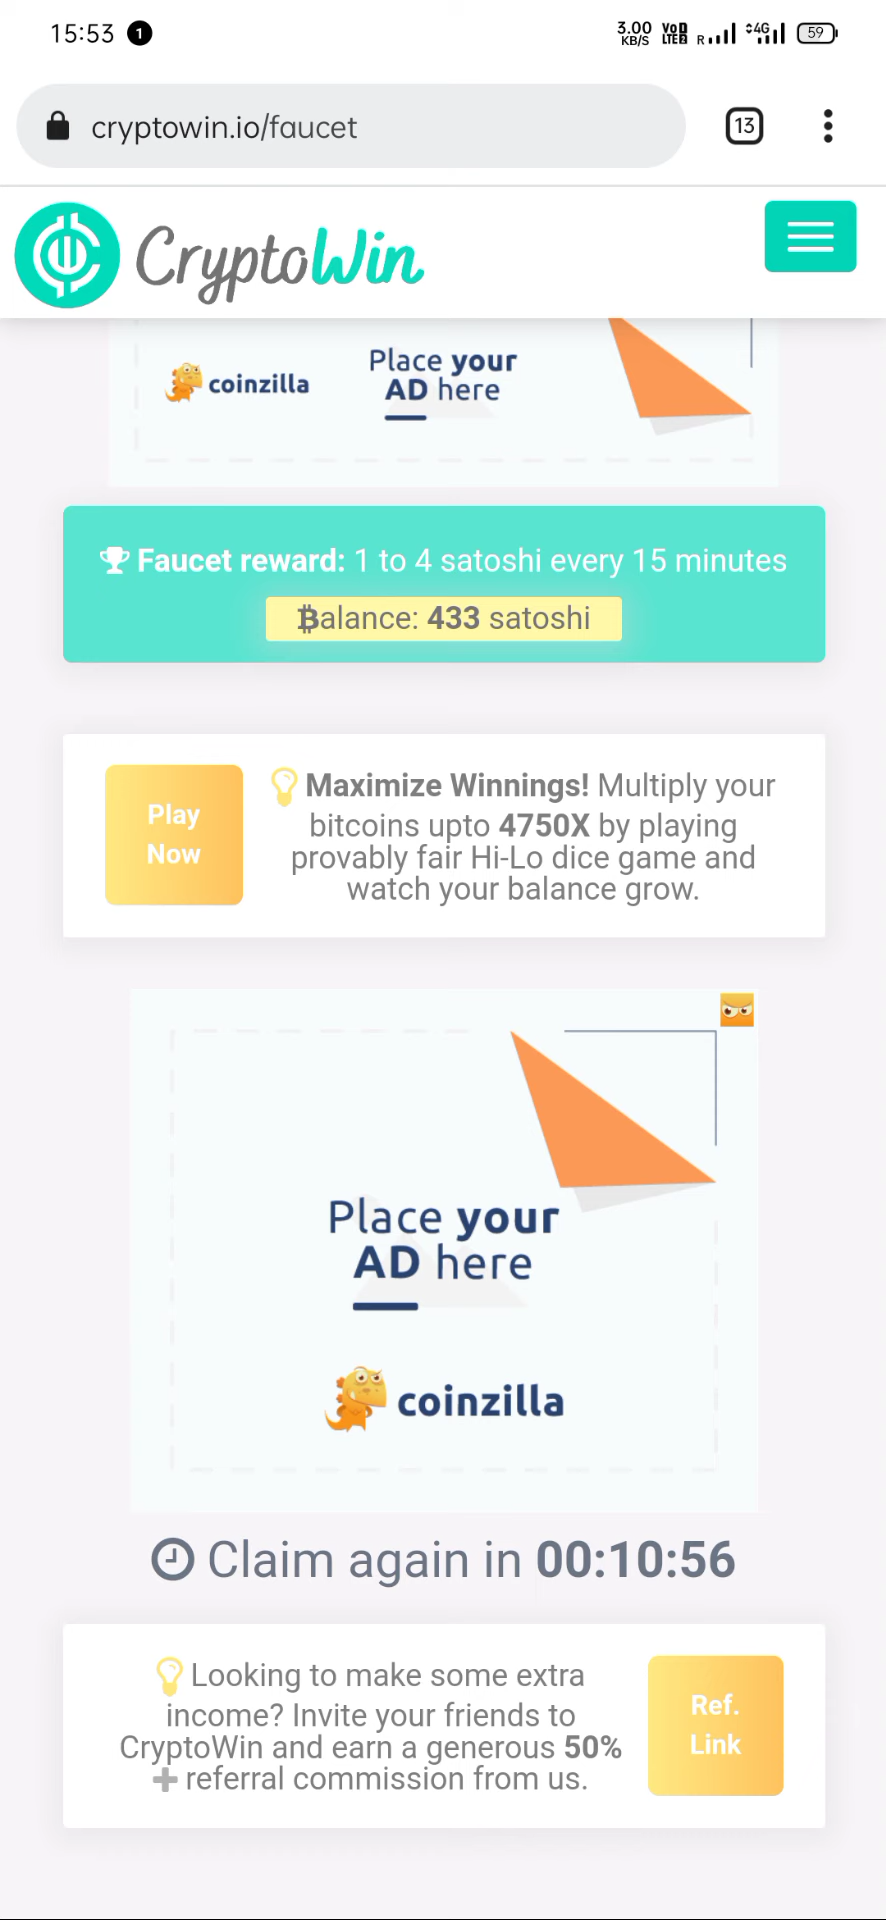 15:53 1 3.00 KB/S VoD LTE2 R 4G 59
cryptowin.io/faucet 13
CryptoWin
coinzilla
Place your
AD here
Faucet reward: 1 to 4 satoshi every 15 minutes
Balance: 433 satoshi
Play
Now
Maximize Winnings! Multiply your
bitcoins upto 4750X by playing
provably fair Hi-Lo dice game and
watch your balance grow.
Place your
AD here
coinzilla
Claim again in 00:10:56
Looking to make some extra
income? Invite your friends to
CryptoWin and earn a generous 50%
+ referral commission from us.
Ref.
Link